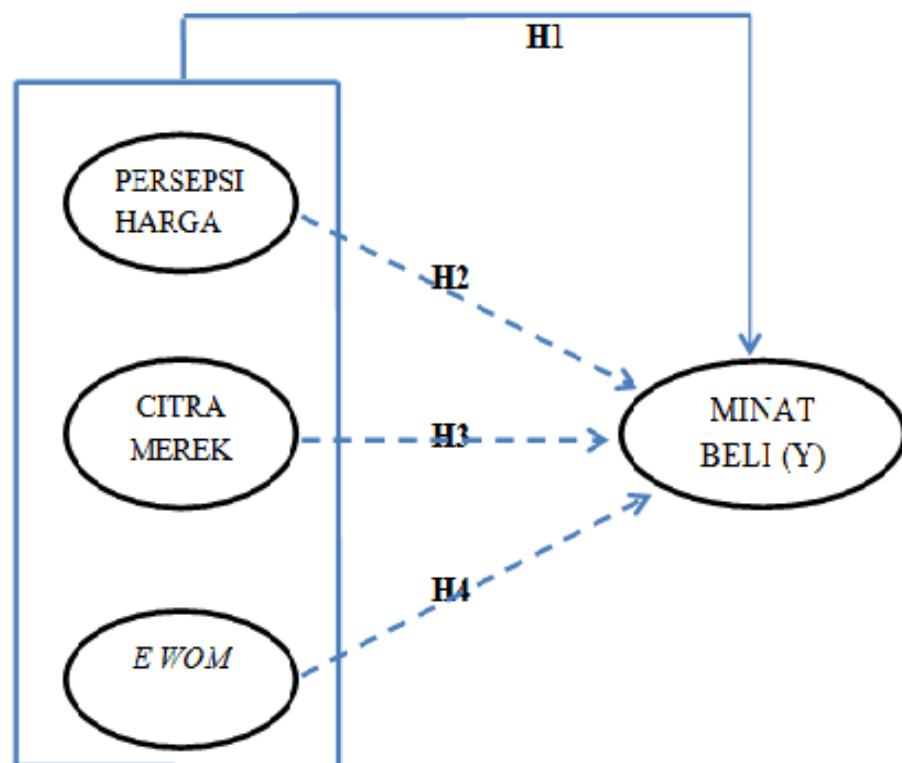 H1
PERSEPSI
HARGA
H2
CITRA
MEREK
H3
MINAT
BELI (Y)
H4
E WOM